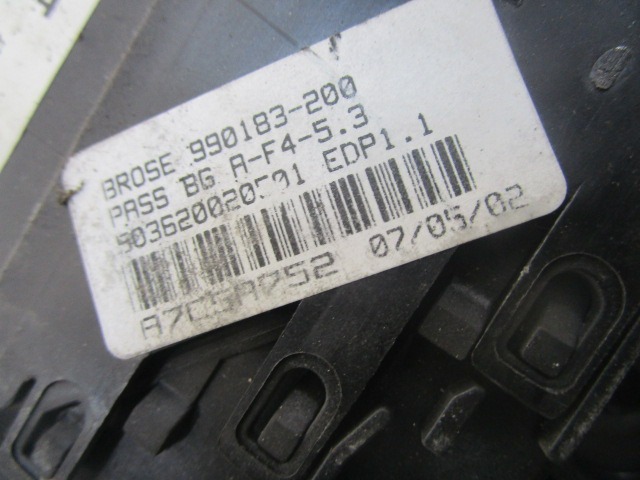 BROSE 990183-200
PASS BG A-F4-5.3
EDP1.1
07/05/02